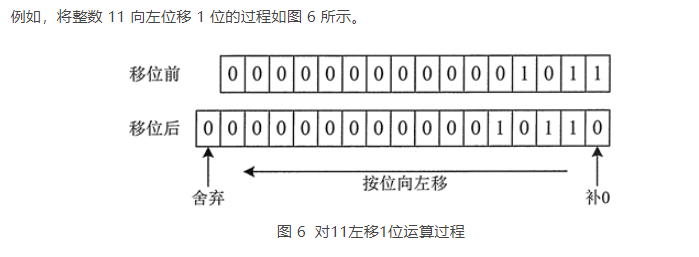 例如，将整数 11 向左位移 1 位的过程如图 6 所示。
移位前 0 0 0 0 0 0 0 0 0 0 0 0 1 0 1 1
移位后 0 0 0 0 0 0 0 0 0 0 0 0 1 0 1 1 0
按位向左移
舍弃 补0
图 6 对11左移1位运算过程